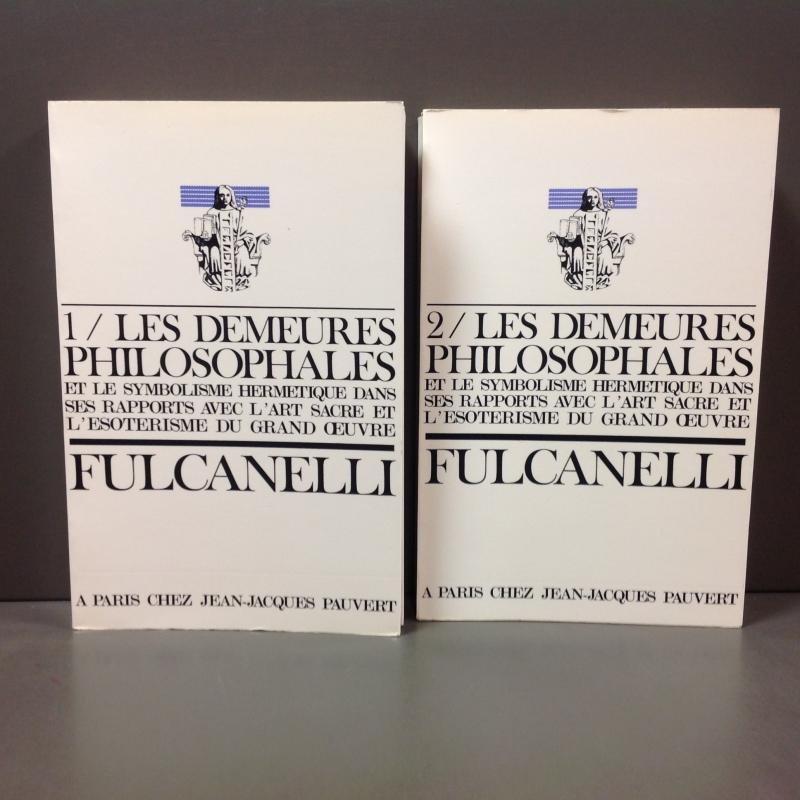 1/ LES DEMEURES
PHILOSOPHALES
ET LE SYMBOLISME HERMETIQUE DANS
SES RAPPORTS AVEC L'ART SACRE ET
L'ESOTERISME DU GRAND ŒUVRE
FULCANELLI
A PARIS CHEZ JEAN-JACQUES PAUVERT
2/ LES DEMEURES
PHILOSOPHALES
ET LE SYMBOLISME HERMETIQUE DANS
SES RAPPORTS AVEC L'ART SACRE ET
L'ESOTERISME DU GRAND ŒUVRE
FULCANELLI
A PARIS CHEZ JEAN-JACQUES PAUVERT